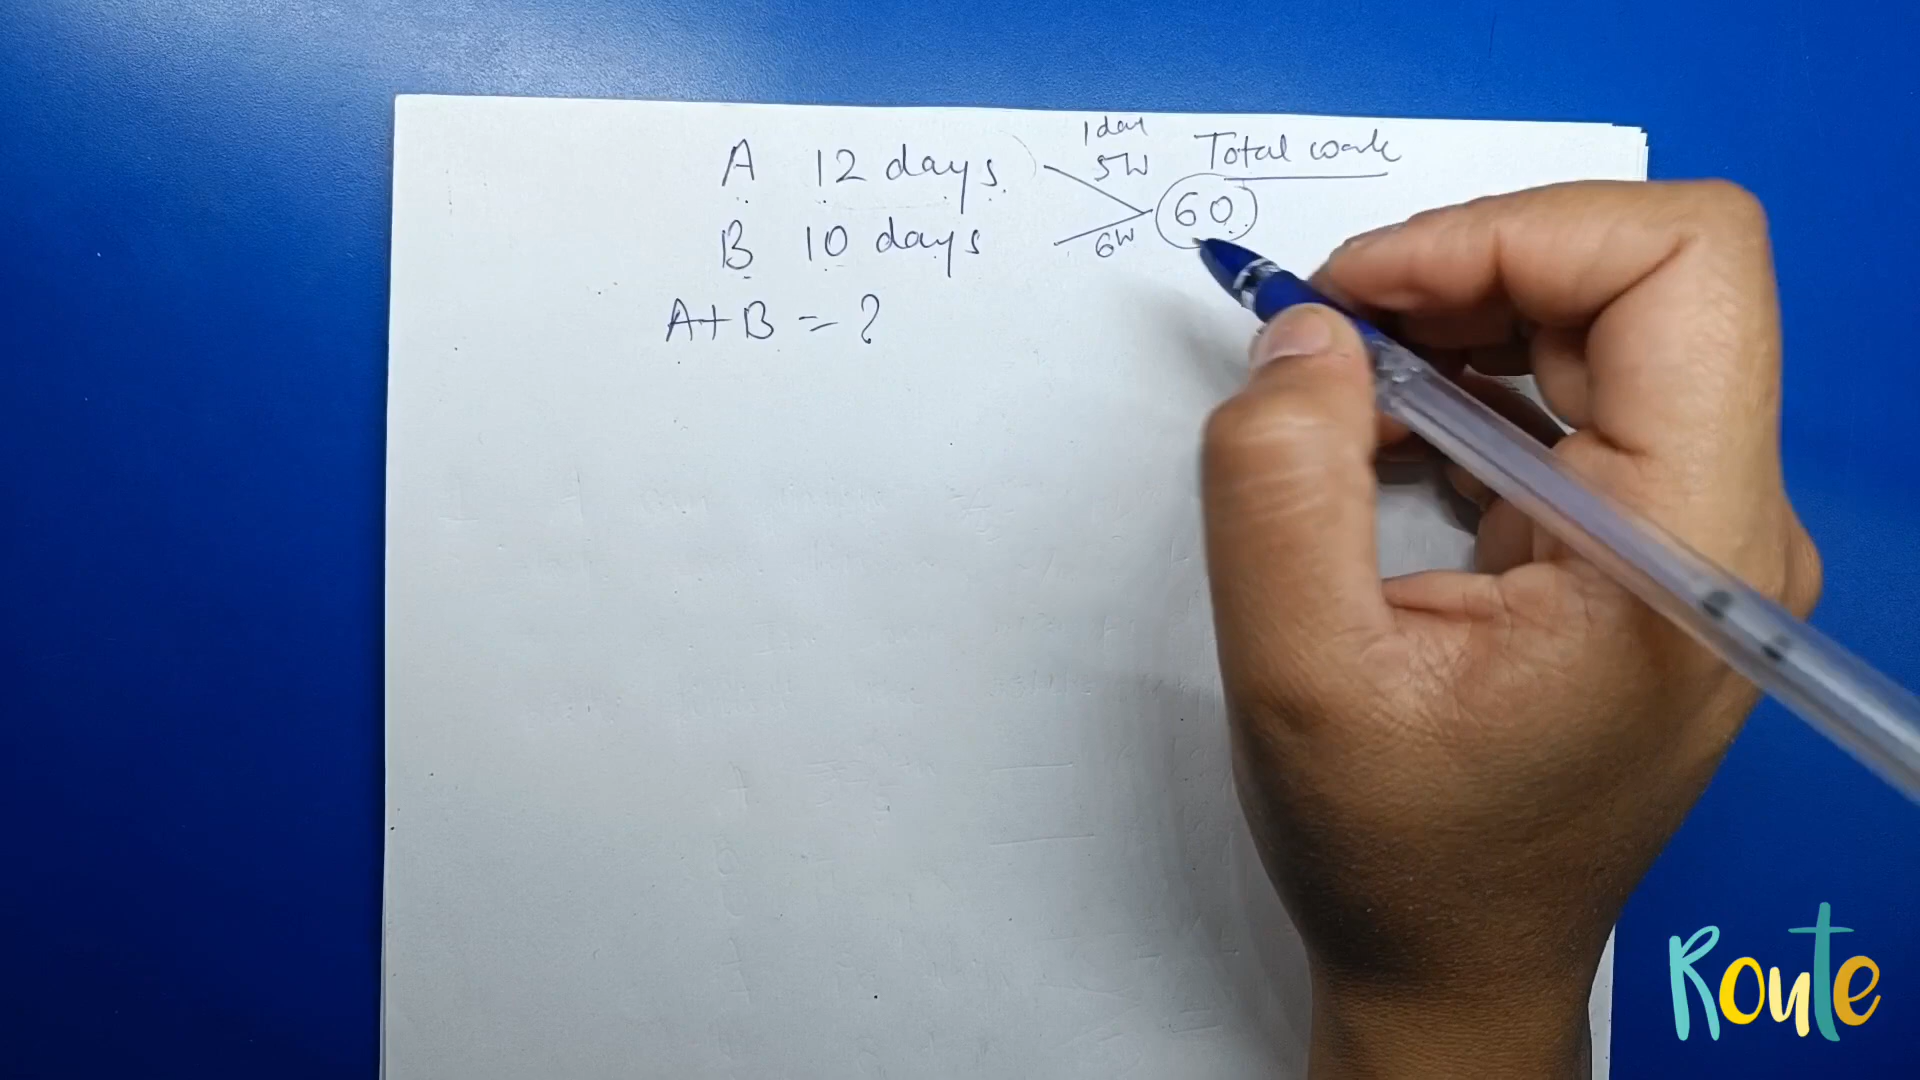 1 day
A 12 days 5W Total work
60
B 10 days 6W
A+B = ?
Route